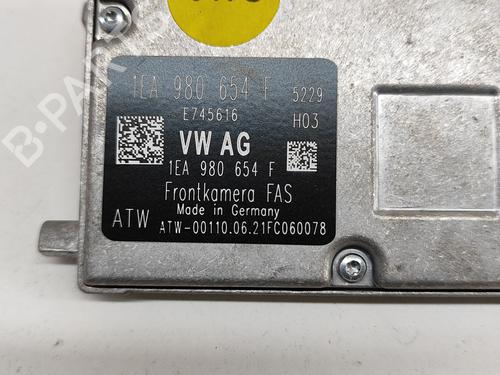 1EA 980 654 F 5229
E745616 H03
VW AG
1EA 980 654 F
Frontkamera FAS
ATW Made in Germany
ATW-00110.06.21FC060078
B-PARTS